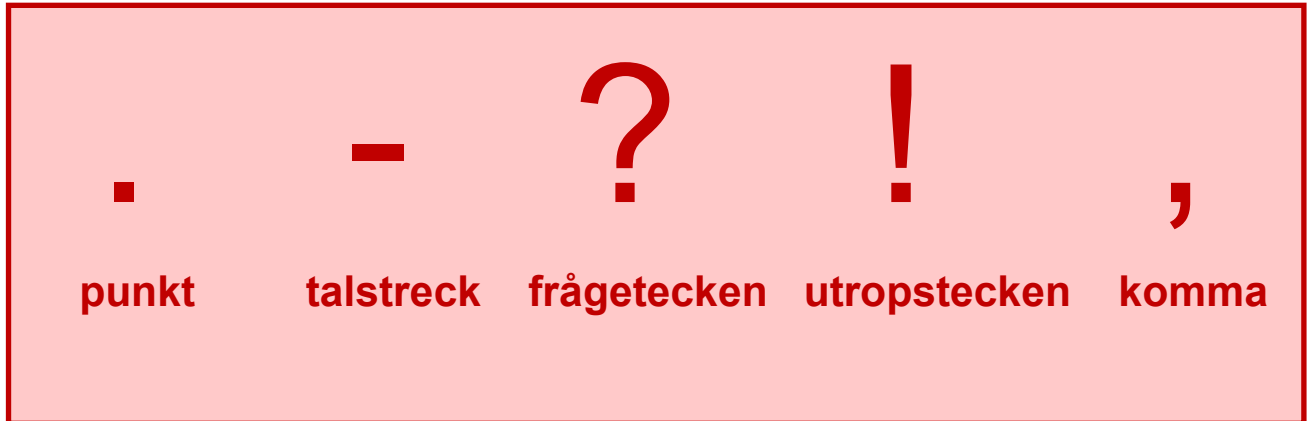 . - ? ! ,
punkt talstreck frågetecken utropstecken komma